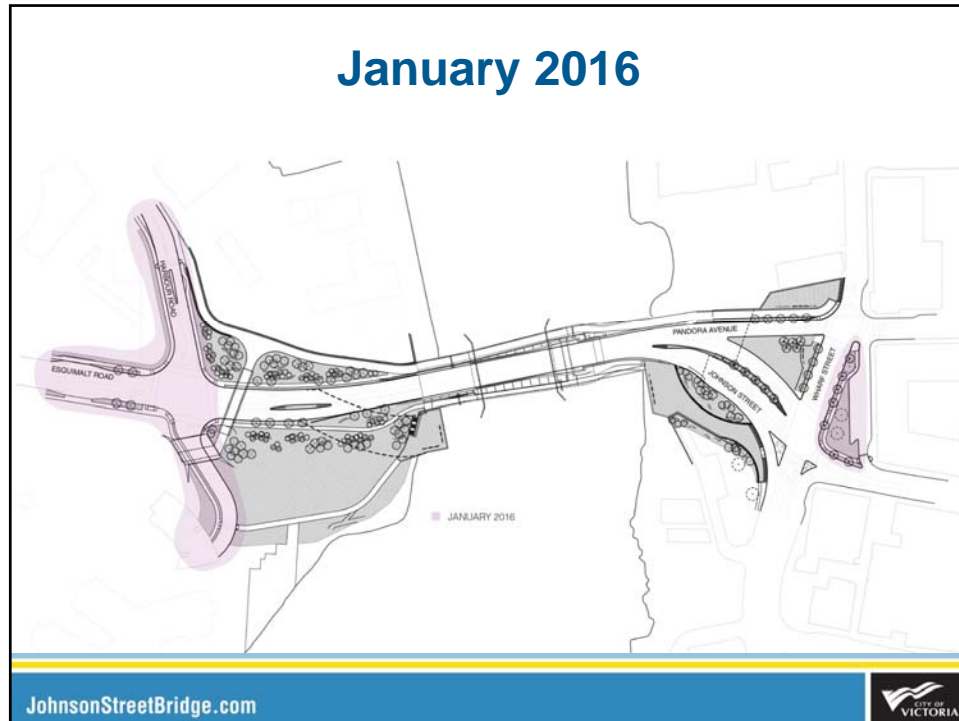 January 2016
HARBOUR ROAD
ESQUIMALT ROAD
PANDORA AVENUE
JOHNSON STREET
WHARF STREET
JANUARY 2016
JohnsonStreetBridge.com
CITY OF
VICTORIA